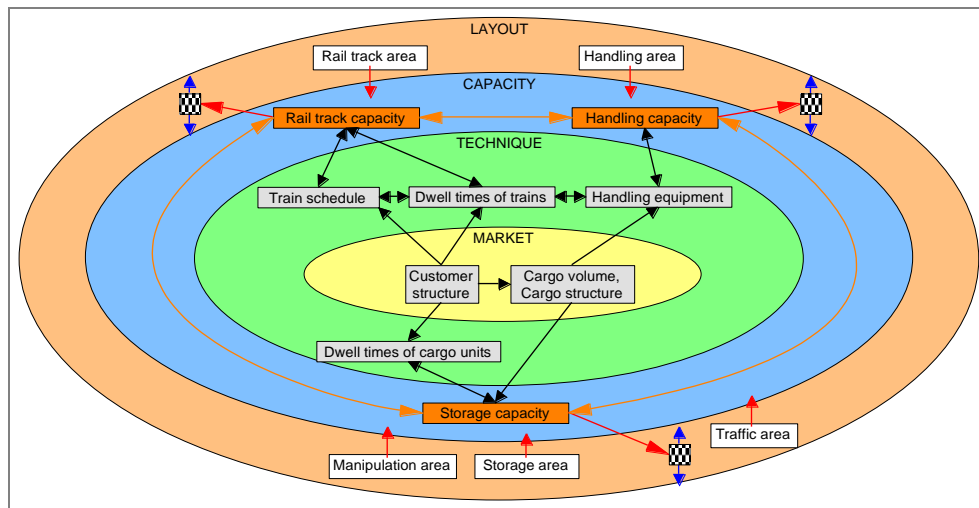 LAYOUT
Rail track area
Handling area
CAPACITY
Rail track capacity
Handling capacity
TECHNIQUE
Train schedule
Dwell times of trains
Handling equipment
MARKET
Customer
structure
Cargo volume,
Cargo structure
Dwell times of cargo units
Storage capacity
Traffic area
Manipulation area
Storage area